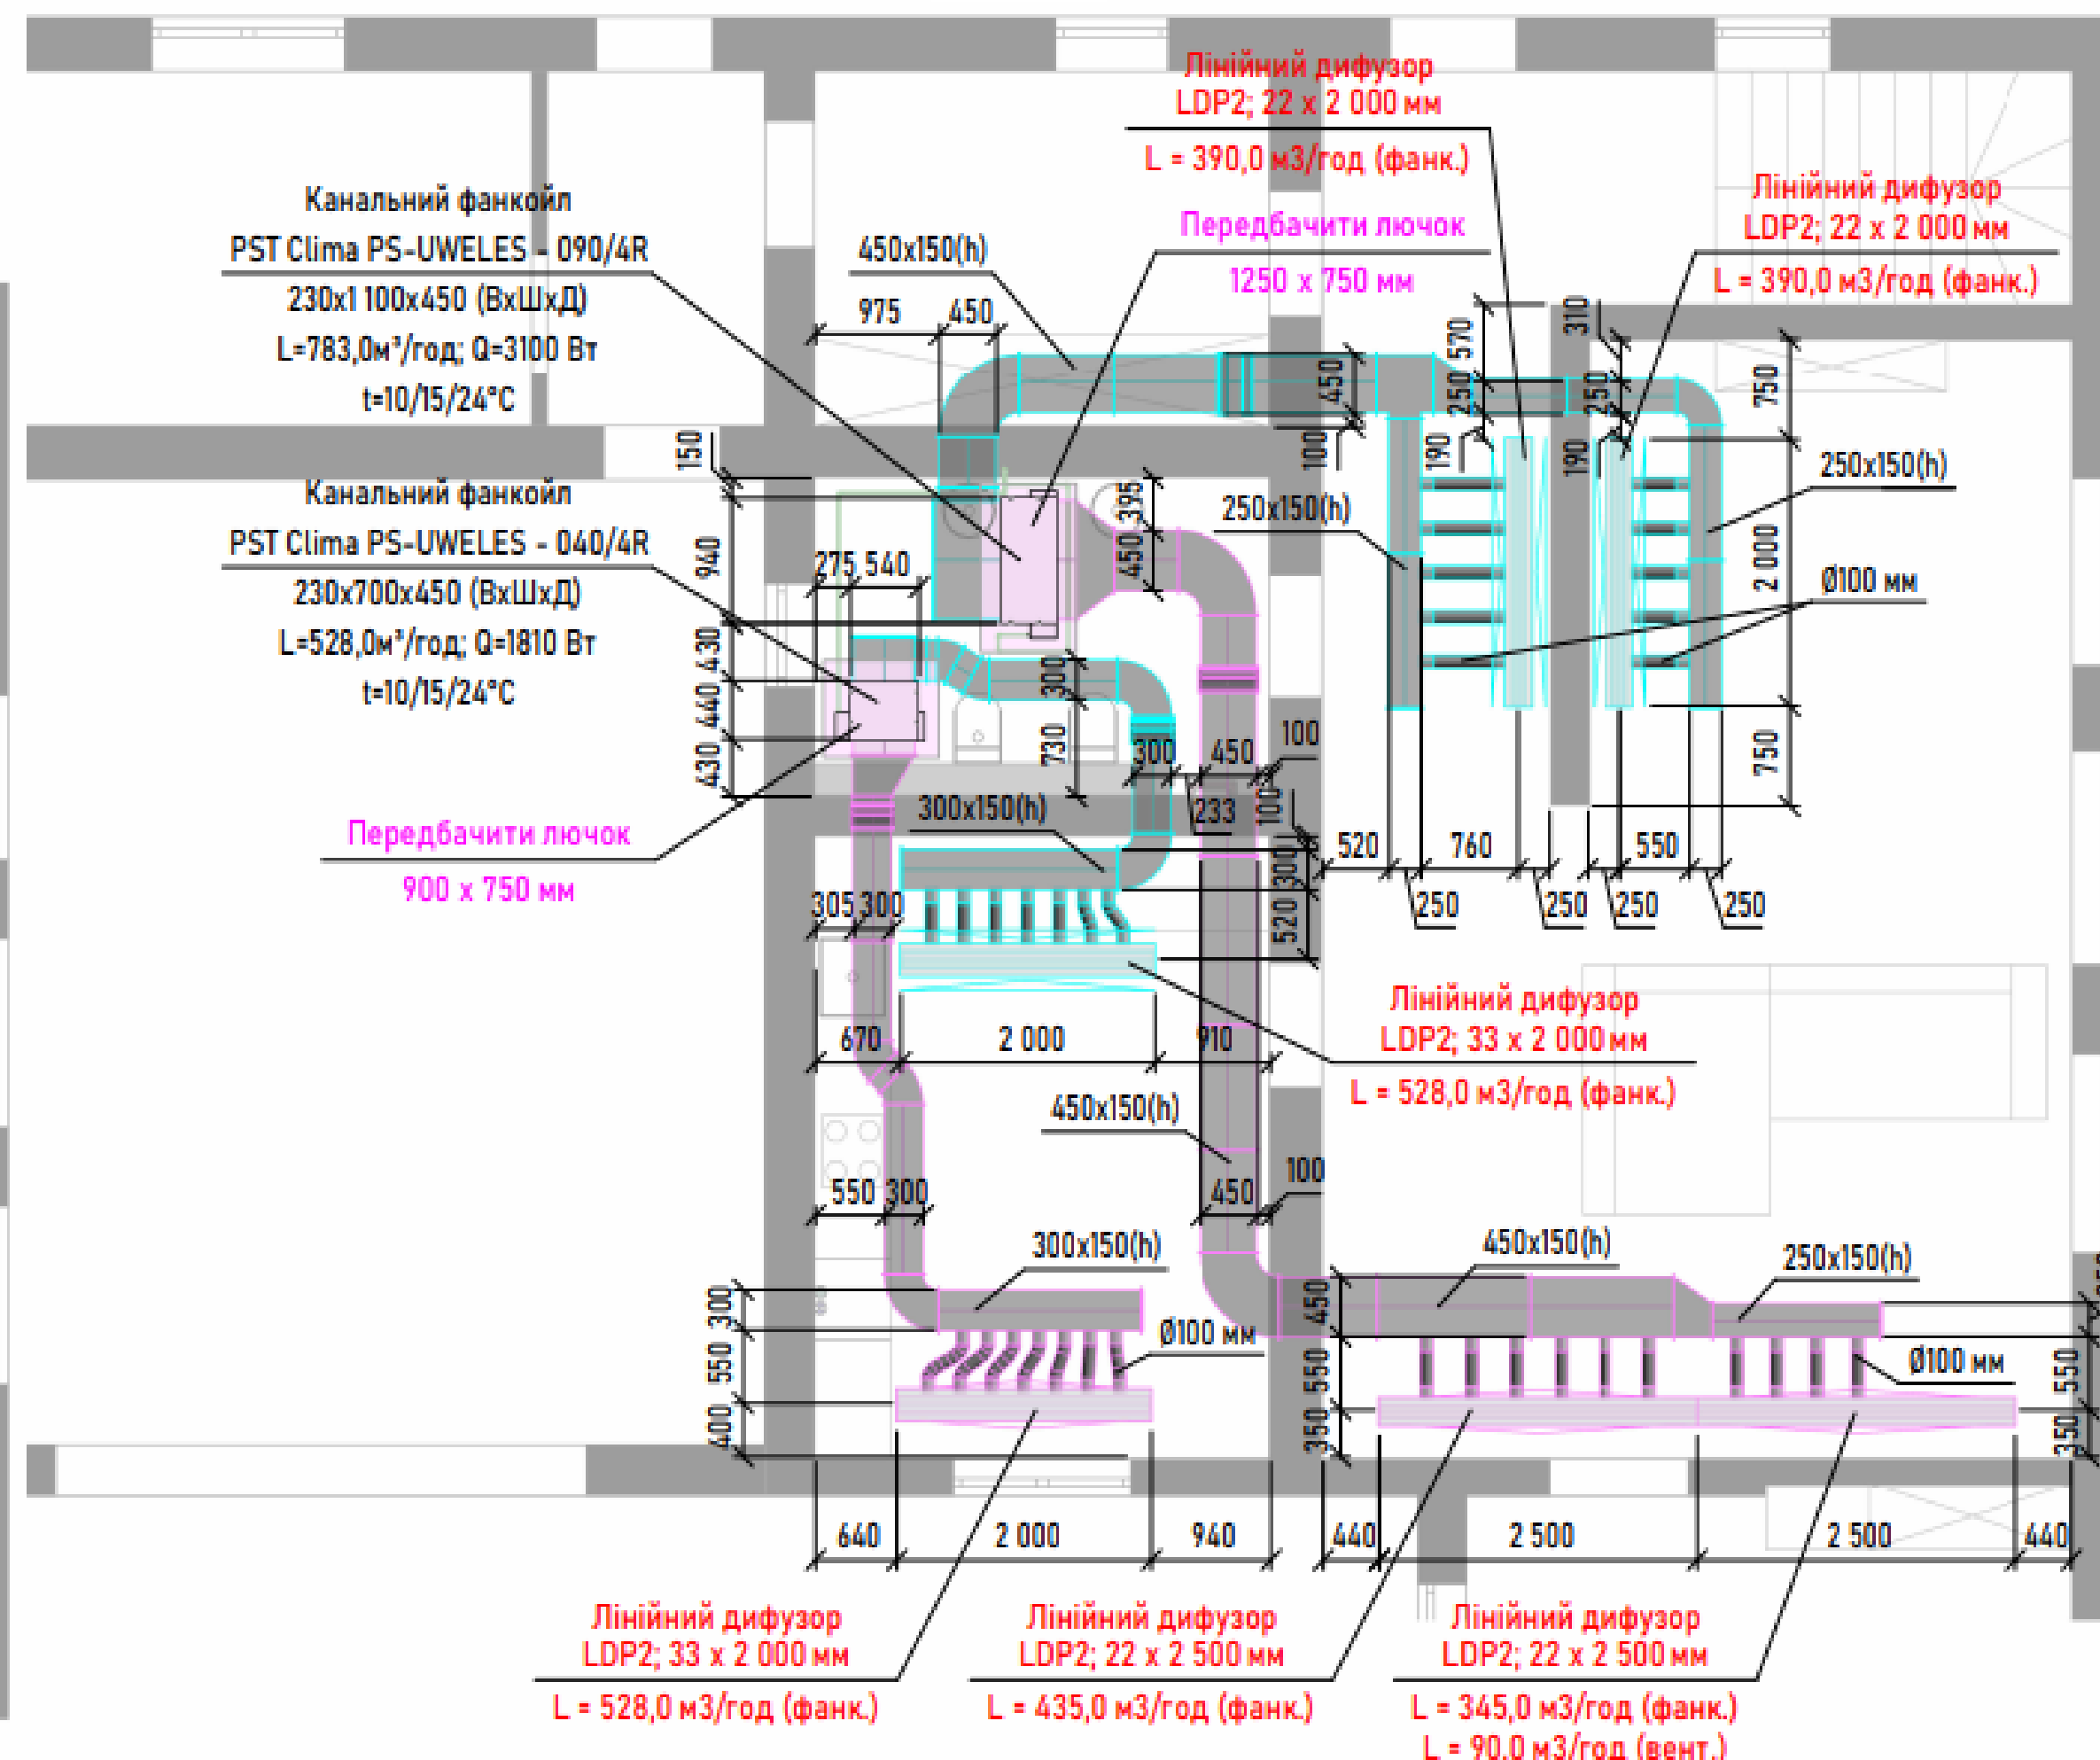 Лінійний дифузор
LDP2; 22 x 2 000 мм
L = 390,0 м3/год (фанк.)
Передбачити лючок
1250 x 750 мм
Лінійний дифузор
LDP2; 22 x 2 000 мм
L = 390,0 м3/год (фанк.)
Канальний фанкойл
PST Clima PS-UWELES - 090/4R
230x1 100x450 (ВхШхД)
L=783,0м³/год; Q=3100 Вт
t=10/15/24°C
450x150(h)
975
450
450
100
570
250
190
310
250
190
750
2 000
750
250x150(h)
Ø100 мм
250x150(h)
Канальний фанкойл
PST Clima PS-UWELES - 040/4R
230x700x450 (ВхШхД)
L=528,0м³/год; Q=1810 Вт
t=10/15/24°C
150
940
430
440
430
275
540
395
450
300
730
300
450
100
233
100
Передбачити лючок
900 x 750 мм
300x150(h)
305
300
300
520
520
760
550
250
250
250
250
670
2 000
910
Лінійний дифузор
LDP2; 33 x 2 000 мм
L = 528,0 м3/год (фанк.)
450x150(h)
550
300
450
100
300x150(h)
Ø100 мм
300
550
400
450x150(h)
250x150(h)
Ø100 мм
450
550
350
550
350
640
2 000
940
440
2 500
2 500
440
Лінійний дифузор
LDP2; 33 x 2 000 мм
L = 528,0 м3/год (фанк.)
Лінійний дифузор
LDP2; 22 x 2 500 мм
L = 435,0 м3/год (фанк.)
Лінійний дифузор
LDP2; 22 x 2 500 мм
L = 345,0 м3/год (фанк.)
L = 90.0 м3/год (вент.)